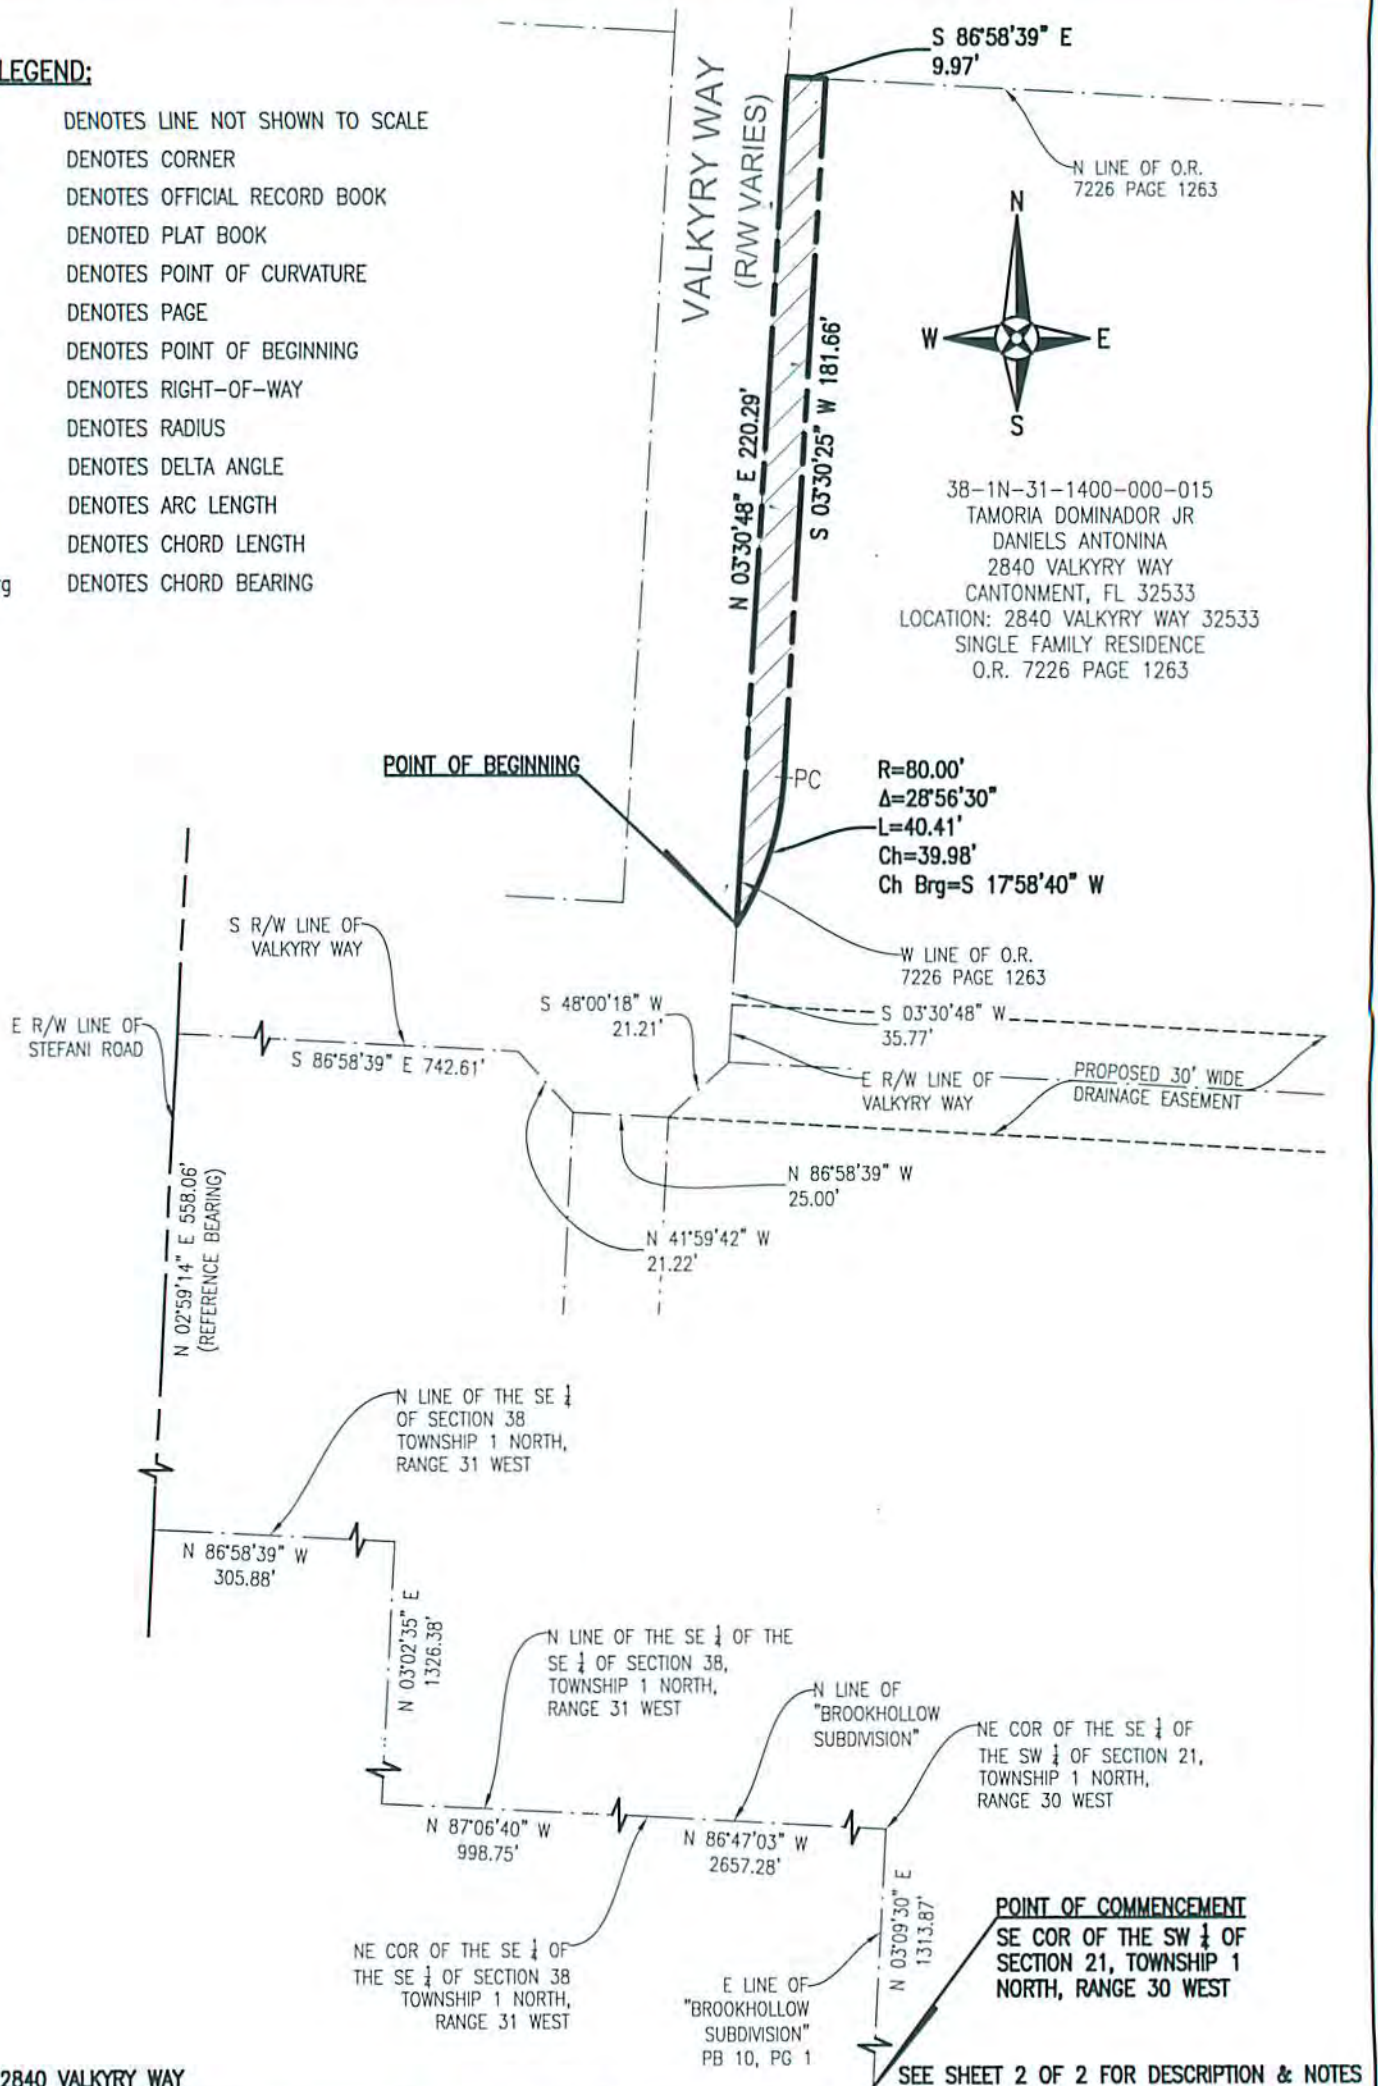 LEGEND:
DENOTES LINE NOT SHOWN TO SCALE
DENOTES CORNER
DENOTES OFFICIAL RECORD BOOK
DENOTED PLAT BOOK
DENOTES POINT OF CURVATURE
DENOTES PAGE
DENOTES POINT OF BEGINNING
DENOTES RIGHT-OF-WAY
DENOTES RADIUS
DENOTES DELTA ANGLE
DENOTES ARC LENGTH
DENOTES CHORD LENGTH
DENOTES CHORD BEARING
VALKYRY WAY
(R/W VARIES)
S 86°58'39" E
9.97'
N LINE OF O.R.
7226 PAGE 1263
N
W
E
S
N 03°30'48" E 220.29'
S 03°30'25" W 181.66'
38-1N-31-1400-000-015
TAMORIA DOMINADOR JR
DANIELS ANTONINA
2840 VALKYRY WAY
CANTONMENT, FL 32533
LOCATION: 2840 VALKYRY WAY 32533
SINGLE FAMILY RESIDENCE
O.R. 7226 PAGE 1263
POINT OF BEGINNING
PC
R=80.00'
Δ=28°56'30"
L=40.41'
Ch=39.98'
Ch Brg=S 17°58'40" W
W LINE OF O.R.
7226 PAGE 1263
S R/W LINE OF
VALKYRY WAY
E R/W LINE OF
STEFANI ROAD
S 86°58'39" E 742.61'
S 48°00'18" W
21.21'
S 03°30'48" W
35.77'
E R/W LINE OF
VALKYRY WAY
PROPOSED 30' WIDE
DRAINAGE EASEMENT
N 86°58'39" W
25.00'
N 41°59'42" W
21.22'
N 02°59'14" E 558.06'
(REFERENCE BEARING)
N LINE OF THE SE ¼
OF SECTION 38
TOWNSHIP 1 NORTH,
RANGE 31 WEST
N 86°58'39" W
305.88'
N 03°02'35" E
1326.38'
N LINE OF THE SE ¼ OF THE
SE ¼ OF SECTION 38,
TOWNSHIP 1 NORTH,
RANGE 31 WEST
N LINE OF
"BROOKHOLLOW
SUBDIVISION"
NE COR OF THE SE ¼ OF
THE SW ¼ OF SECTION 21,
TOWNSHIP 1 NORTH,
RANGE 30 WEST
N 87°06'40" W
998.75'
N 86°47'03" W
2657.28'
N 03°09'30" E
1313.87'
NE COR OF THE SE ¼ OF
THE SE ¼ OF SECTION 38
TOWNSHIP 1 NORTH,
RANGE 31 WEST
E LINE OF
"BROOKHOLLOW
SUBDIVISION"
PB 10, PG 1
POINT OF COMMENCEMENT
SE COR OF THE SW ¼ OF
SECTION 21, TOWNSHIP 1
NORTH, RANGE 30 WEST
2840 VALKYRY WAY
SEE SHEET 2 OF 2 FOR DESCRIPTION & NOTES